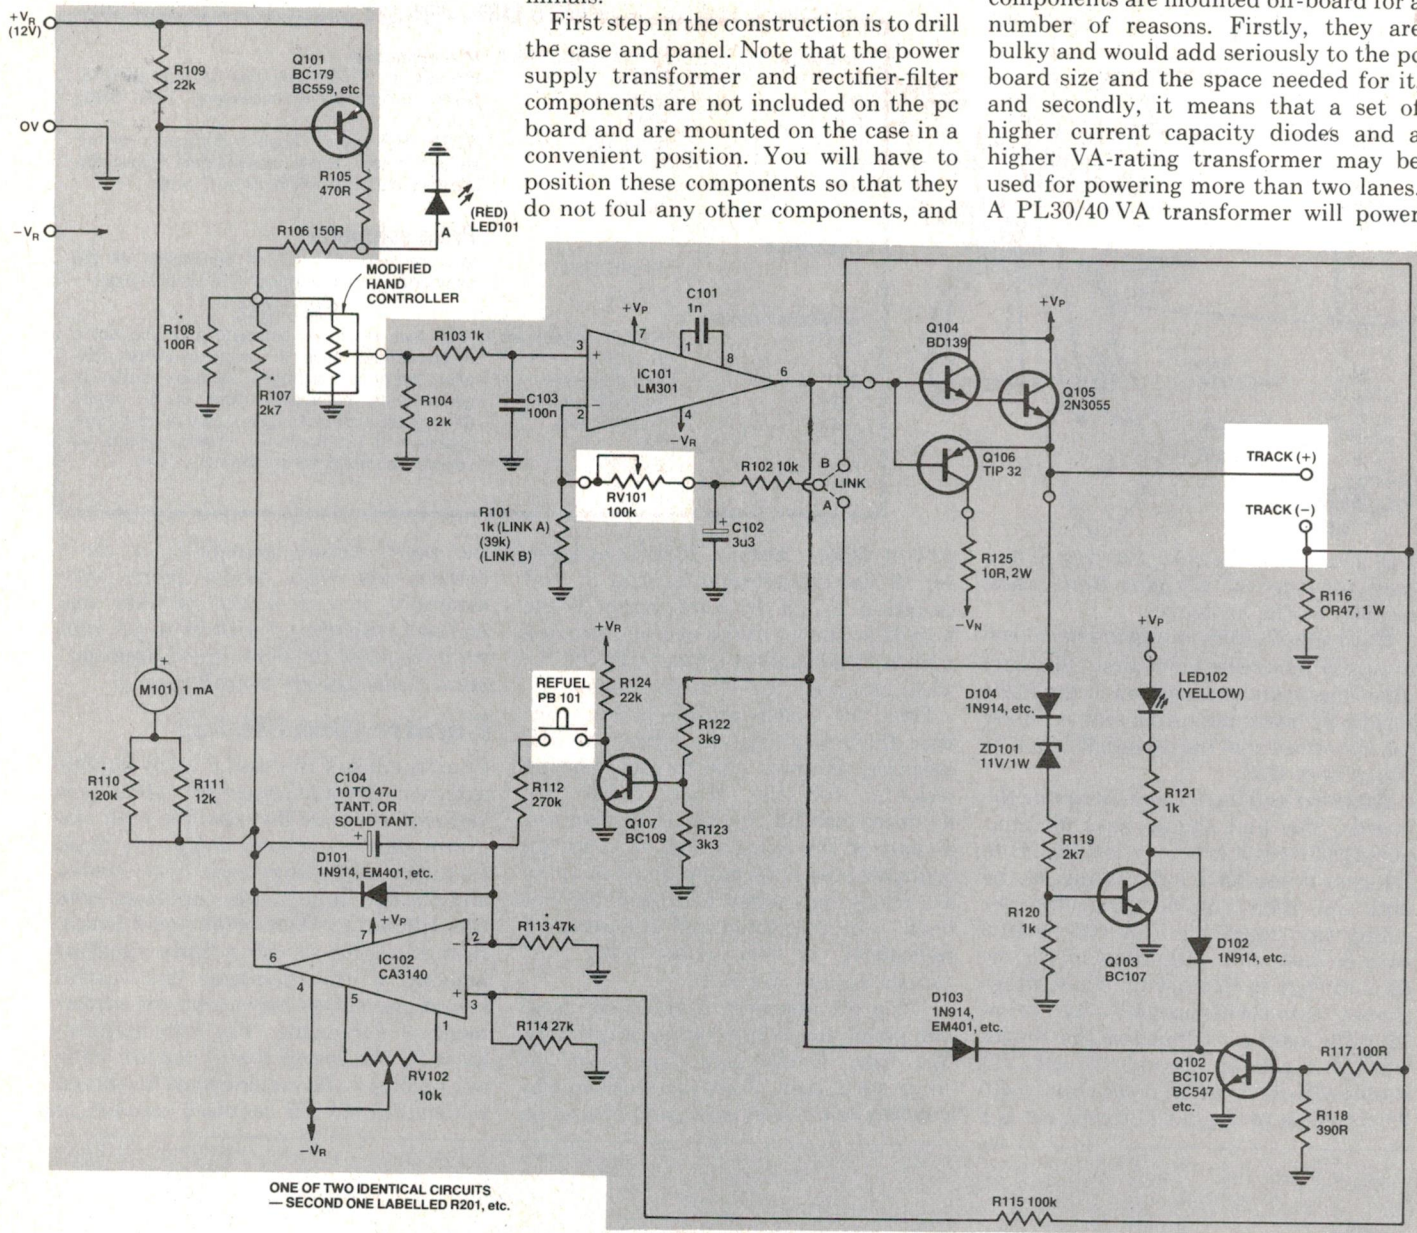 minals.
First step in the construction is to drill
the case and panel. Note that the power
supply transformer and rectifier-filter
components are not included on the pc
board and are mounted on the case in a
convenient position. You will have to
position these components so that they
do not foul any other components, and
components are mounted off-board for a
number of reasons. Firstly, they are
bulky and would add seriously to the pc
board size and the space needed for it
and secondly, it means that a set of
higher current capacity diodes and a
higher VA-rating transformer may be
used for powering more than two lanes.
A PL30/40 VA transformer will power
+VR
(12V)
0V
−VR
R109
22k
Q101
BC179
BC559, etc
R105
470R
R106 150R
A
(RED)
LED101
MODIFIED
HAND
CONTROLLER
R108
100R
R107
2k7
R103 1k
R104
82k
C103
100n
+VP
7
C101
1n
1
8
3
+
IC101
LM301
6
−
2
4
−VR
RV101
100k
R102 10k
B
LINK
A
R101
1k (LINK A)
(39k)
(LINK B)
C102
3u3
+
+VP
Q104
BD139
Q105
2N3055
Q106
TIP 32
R125
10R, 2W
−VN
TRACK (+)
TRACK (−)
R116
OR47, 1 W
+
M101
1 mA
R110
120k
R111
12k
C104
10 TO 47u
TANT. OR
SOLID TANT.
+
D101
1N914, EM401, etc.
REFUEL
PB 101
+VR
R124
22k
R112
270k
Q107
BC109
R122
3k9
R123
3k3
D104
1N914, etc.
ZD101
11V/1W
R119
2k7
R120
1k
+VP
LED102
(YELLOW)
R121
1k
Q103
BC107
D102
1N914, etc.
+VP
7
6
IC102
CA3140
−
2
+
3
4
5
1
R113 47k
R114 27k
RV102
10k
−VR
D103
1N914,
EM401, etc.
Q102
BC107
BC547
etc.
R117 100R
R118
390R
R115 100k
ONE OF TWO IDENTICAL CIRCUITS
— SECOND ONE LABELLED R201, etc.